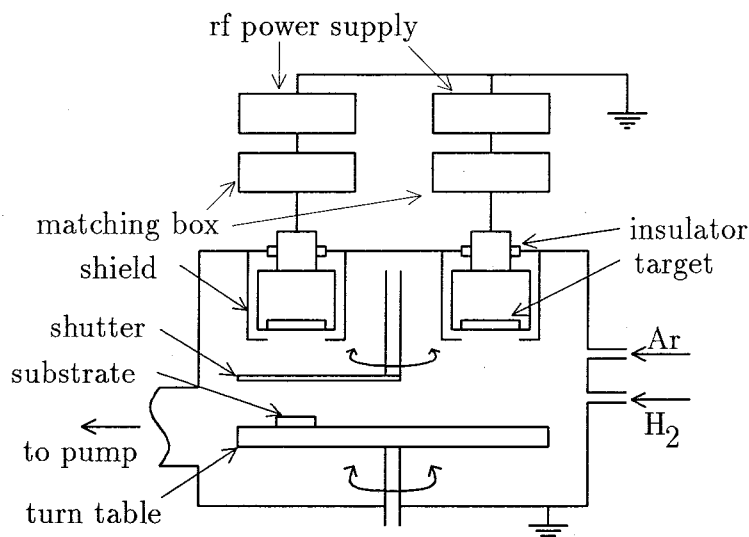 rf power supply
matching box
shield
insulator
target
shutter
substrate
Ar
H2
to pump
turn table